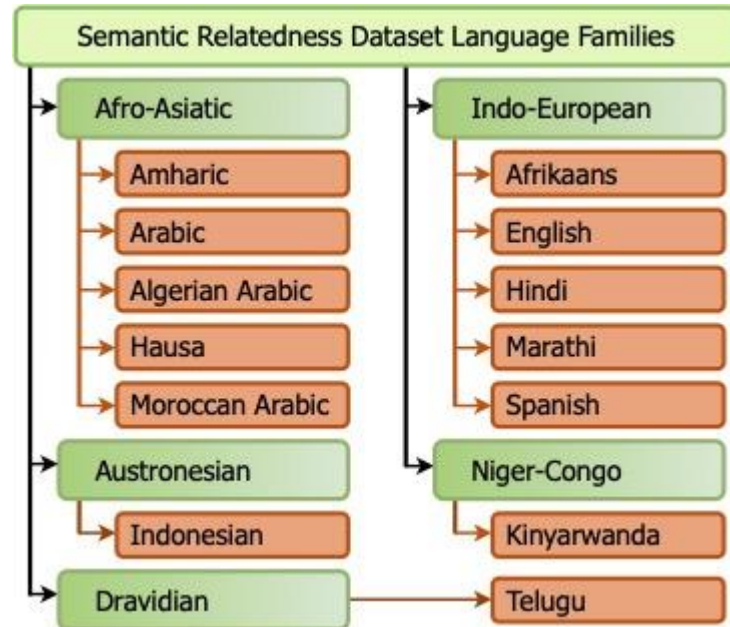 Semantic Relatedness Dataset Language Families
Afro-Asiatic
Amharic
Arabic
Algerian Arabic
Hausa
Moroccan Arabic
Austronesian
Indonesian
Dravidian
Telugu
Indo-European
Afrikaans
English
Hindi
Marathi
Spanish
Niger-Congo
Kinyarwanda